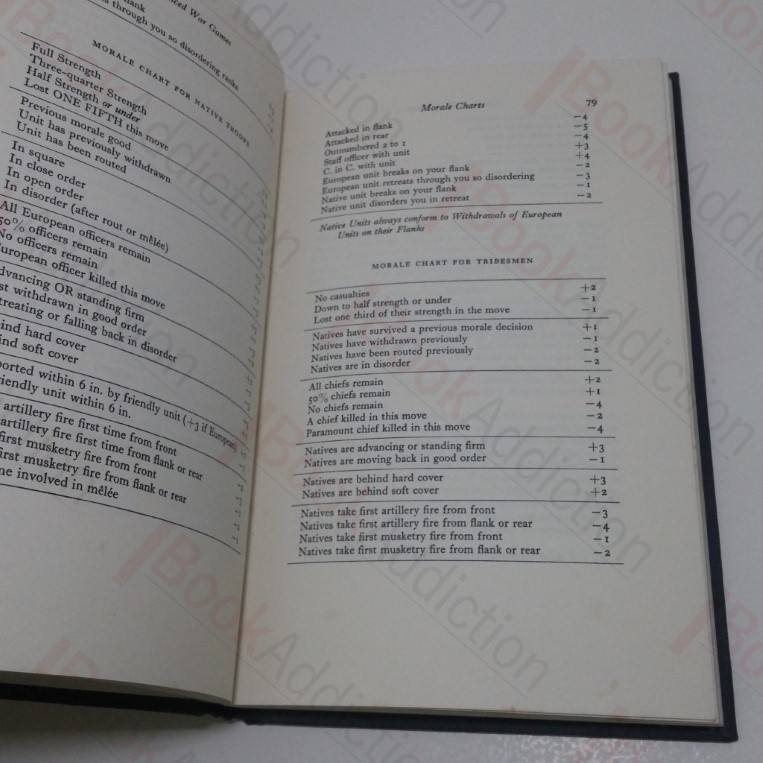 ced War Games
flank
through you so disordering ranks
MORALE CHART FOR NATIVE TROOPS
Full Strength
Three-quarter Strength
Half Strength or under
Lost ONE FIFTH this move
Previous morale good
Unit has previously withdrawn
Unit has been routed
In square
In close order
In open order
In disorder (after rout or mêlée)
All European officers remain
50% officers remain
No officers remain
European officer killed this move
advancing OR standing firm
withdrawn in good order
treating or falling back in disorder
ind hard cover
ind soft cover
ported within 6 in. by friendly unit (+3 if European)
riendly unit within 6 in.
artillery fire first time from front
artillery fire first time from flank or rear
first musketry fire from front
first musketry fire from flank or rear
me involved in mêlée
Morale Charts 79
Attacked in flank −4
Attacked in rear −5
Outnumbered 2 to 1 −4
Staff officer with unit +3
C. in C. with unit +4
European unit breaks on your flank −2
European unit retreats through you so disordering −3
Native unit breaks on your flank −1
Native unit disorders you in retreat −2
Native Units always conform to Withdrawals of European
Units on their Flanks
MORALE CHART FOR TRIBESMEN
No casualties +2
Down to half strength or under −1
Lost one third of their strength in the move −1
Natives have survived a previous morale decision +1
Natives have withdrawn previously −1
Natives have been routed previously −2
Natives are in disorder −2
All chiefs remain +2
50% chiefs remain +1
No chiefs remain −4
A chief killed in this move −2
Paramount chief killed in this move −4
Natives are advancing or standing firm +3
Natives are moving back in good order −1
Natives are behind hard cover +3
Natives are behind soft cover +2
Natives take first artillery fire from front −3
Natives take first artillery fire from flank or rear −4
Natives take first musketry fire from front −1
Natives take first musketry fire from flank or rear −2
BookAddiction